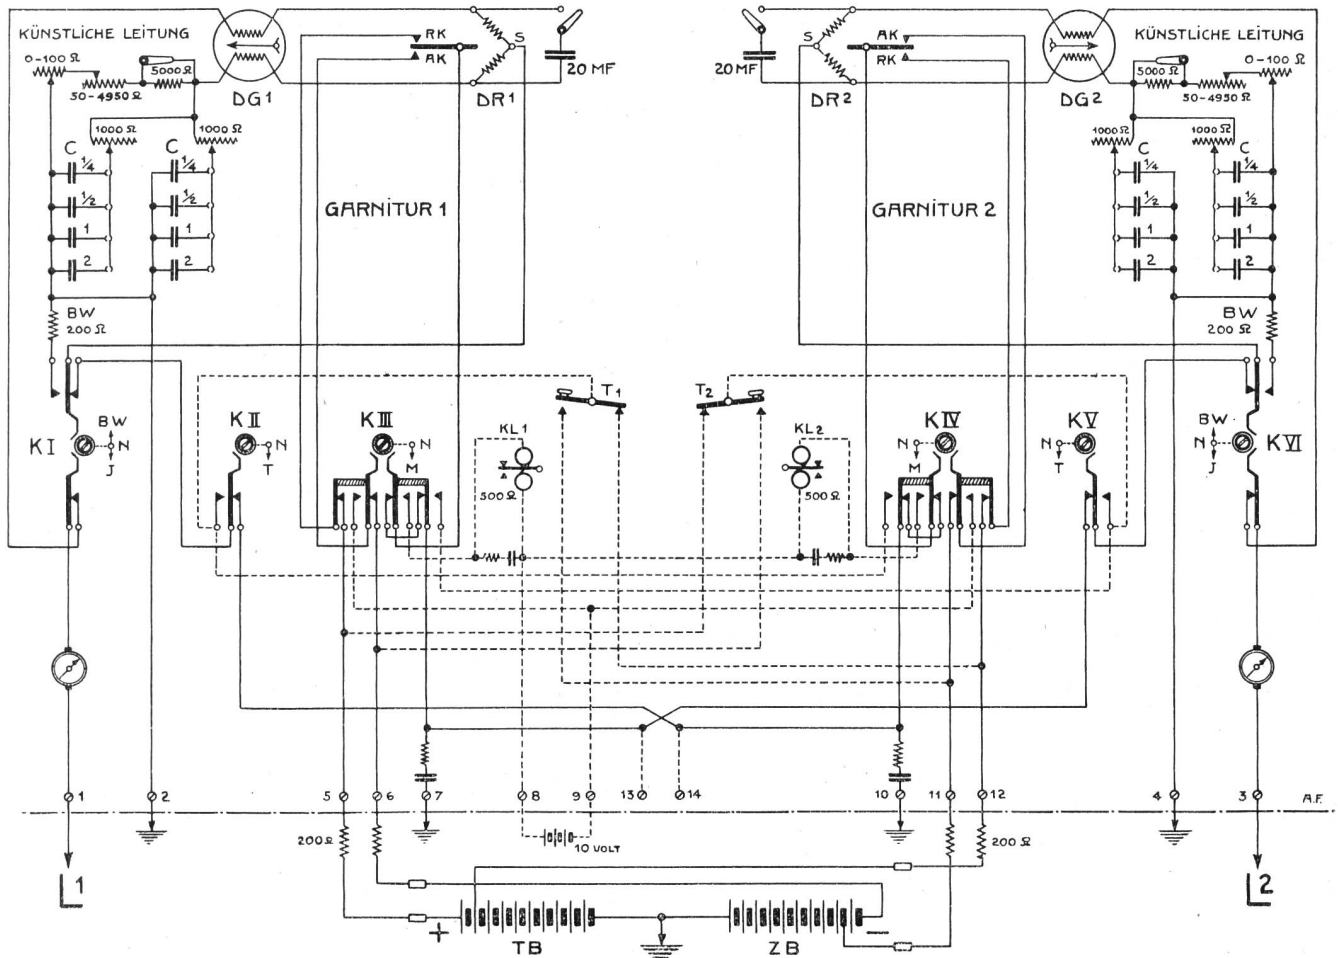 KÜNSTLICHE LEITUNG
0-100 Ω
5000 Ω
50-4950 Ω
DG 1
1000 Ω
1000 Ω
C
C
1/4
1/4
1/2
1/2
1
1
2
2
BW
200 Ω
RK
AK
S
DR 1
20 MF
GARNİTUR 1
20 MF
S
DR 2
AK
RK
GARNİTUR 2
DG 2
KÜNSTLICHE LEITUNG
0-100 Ω
5000 Ω
50-4950 Ω
1000 Ω
1000 Ω
C
C
1/4
1/4
1/2
1/2
1
1
2
2
BW
200 Ω
K I
BW
N
J
K II
N
T
K III
N
M
KL 1
500 Ω
T1
T2
KL 2
500 Ω
K IV
N
M
K V
N
T
K VI
BW
N
J
1
2
5
6
7
8
9
13
14
10
11
12
4
3
A.F.
200 Ω
10 VOLT
200 Ω
L1
L2
+
TB
ZB
-